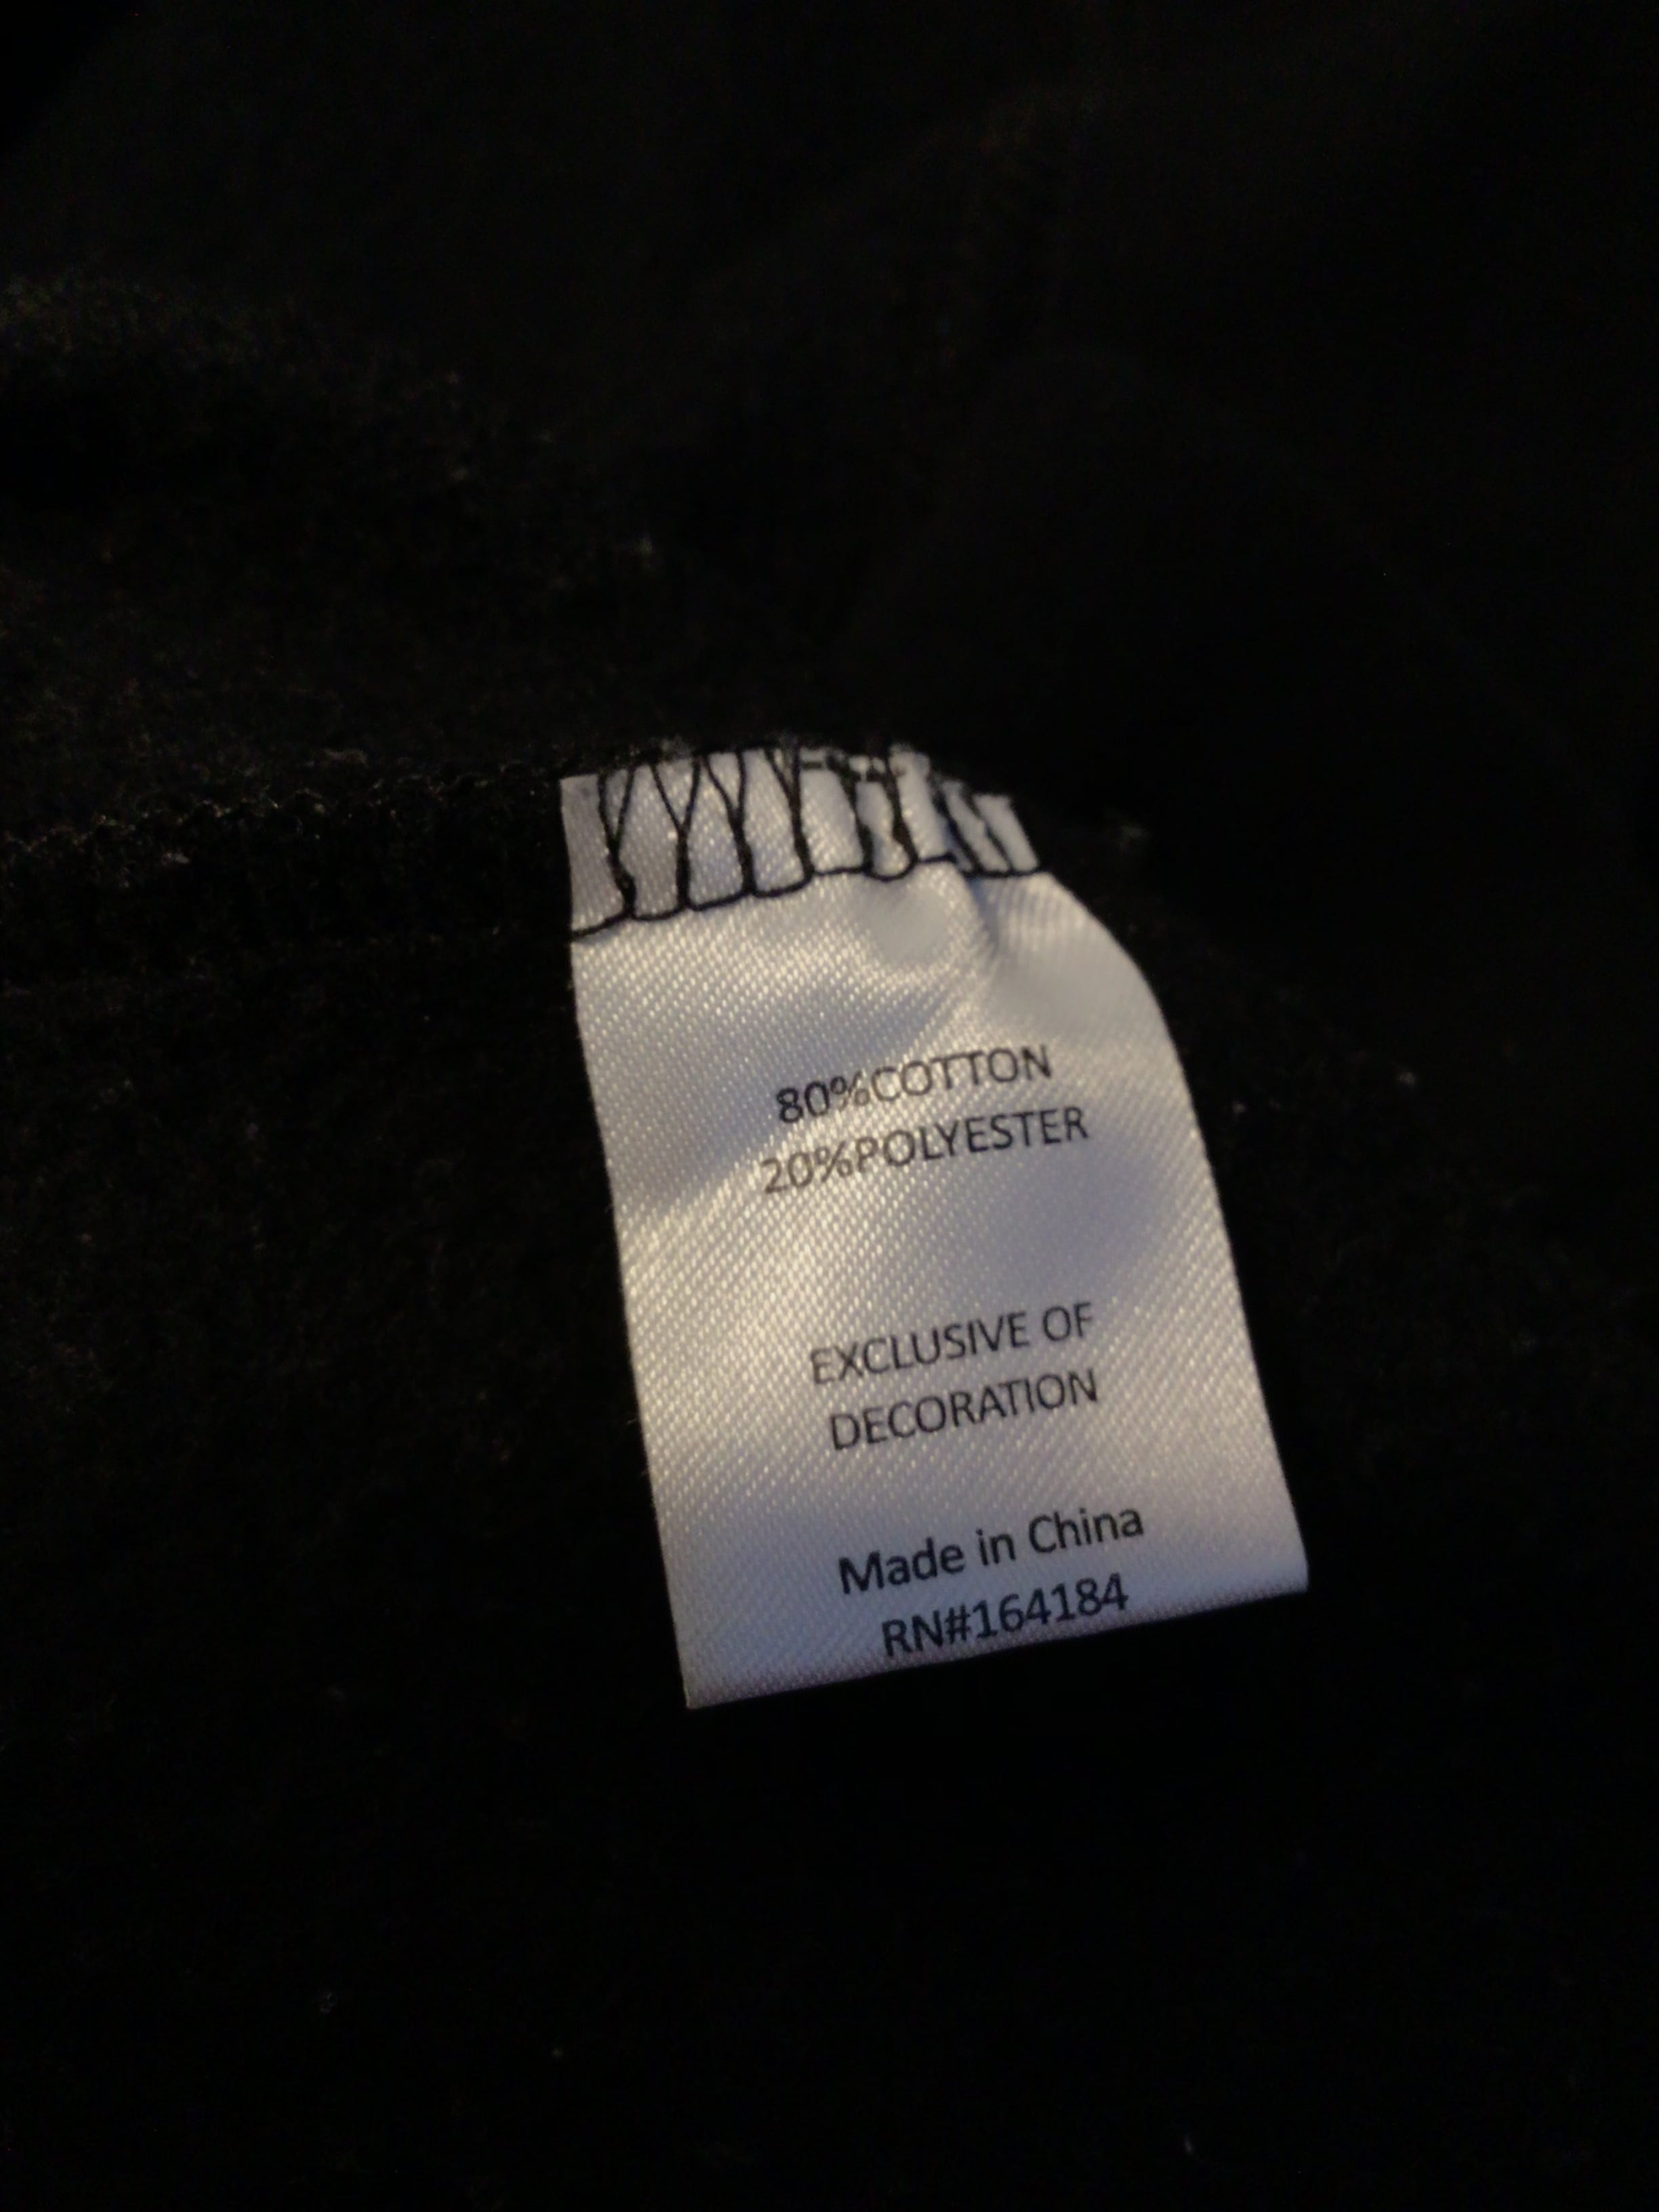 80%COTTON
20%POLYESTER
EXCLUSIVE OF
DECORATION
Made in China
RN#164184